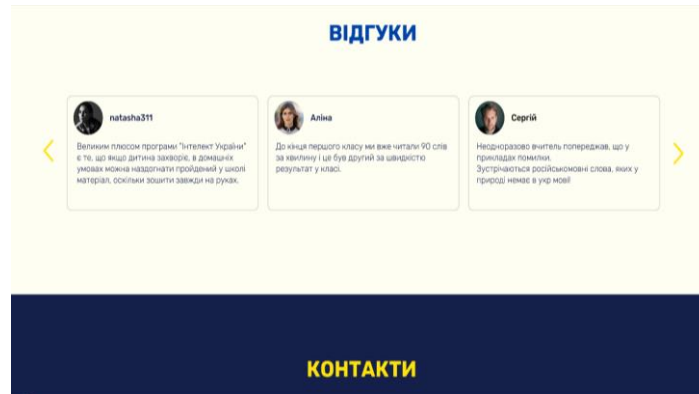 ВІДГУКИ
natasha311
Великим плюсом програми "Інтелект України"
є те, що якщо дитина захворіє, в домашніх
умовах можна наздогнати пройдений у школі
матеріал, оскільки зошити завжди на руках.
Аліна
До кінця першого класу ми вже читали 90 слів
за хвилину і це був другий за швидкістю
результат у класі.
Сергій
Неодноразово вчитель попереджав, що у
прикладах помилки.
Зустрічаються російськомовні слова, яких у
природі немає в укр мові!
КОНТАКТИ